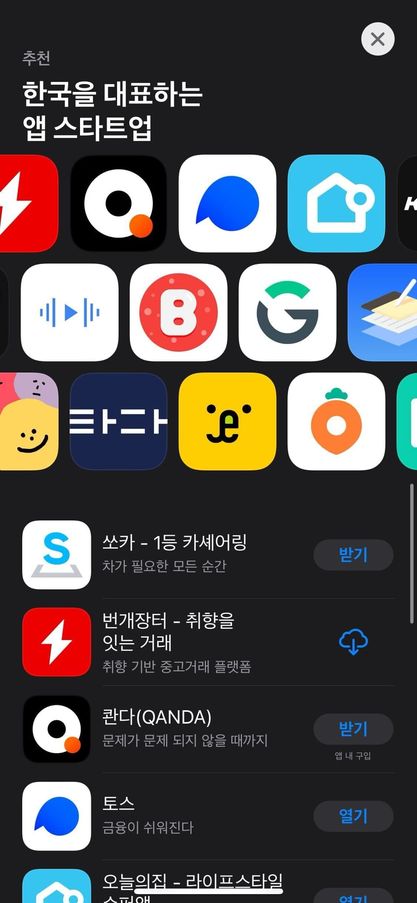 추천
한국을 대표하는
앱 스타트업
B
G
타다
쏘카 - 1등 카셰어링
차가 필요한 모든 순간
받기
번개장터 - 취향을
잇는 거래
취향 기반 중고거래 플랫폼
콴다(QANDA)
문제가 문제 되지 않을 때까지
받기
앱 내 구입
토스
금융이 쉬워진다
열기
오늘의집 - 라이프스타일